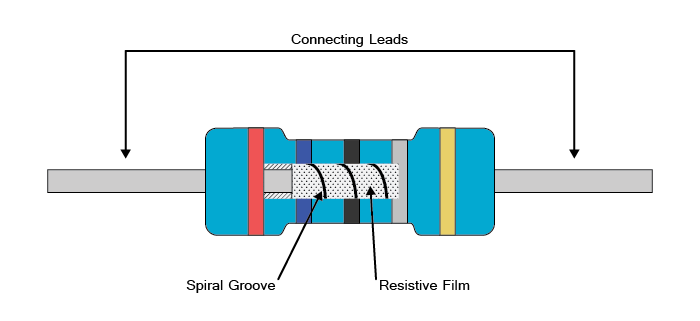 Connecting Leads
Spiral Groove
Resistive Film